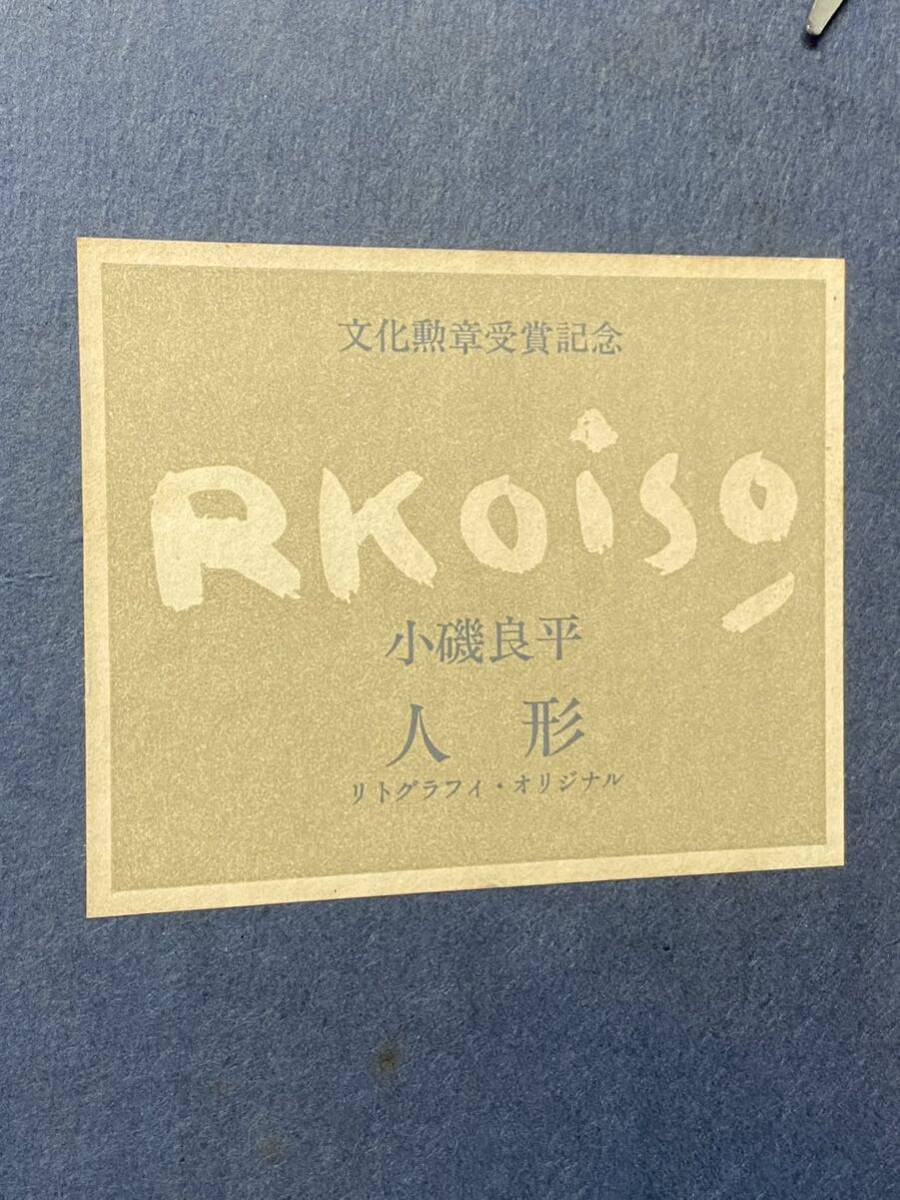 文化勲章受賞記念
RKoiso
小磯良平
人 形
リトグラフィ・オリジナル